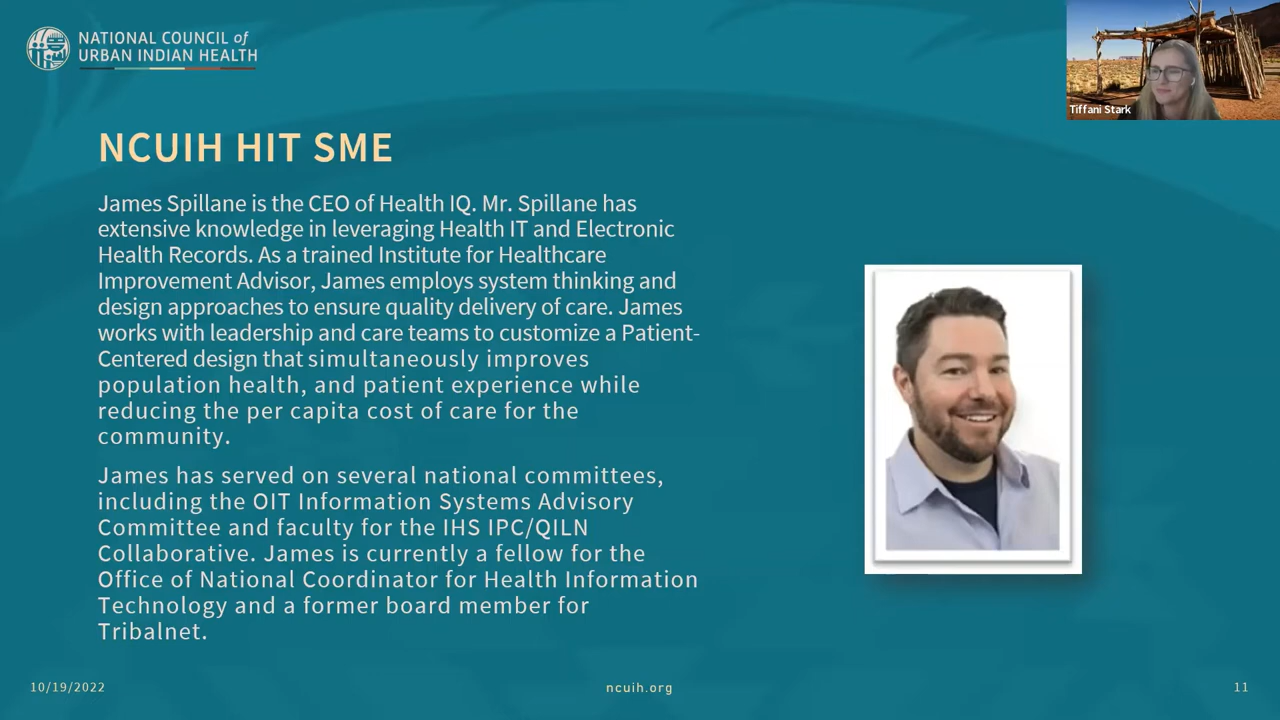 NATIONAL COUNCIL of
URBAN INDIAN HEALTH
Tiffani Stark
NCUIH HIT SME
James Spillane is the CEO of Health IQ. Mr. Spillane has
extensive knowledge in leveraging Health IT and Electronic
Health Records. As a trained Institute for Healthcare
Improvement Advisor, James employs system thinking and
design approaches to ensure quality delivery of care. James
works with leadership and care teams to customize a Patient-
Centered design that simultaneously improves
population health, and patient experience while
reducing the per capita cost of care for the
community.
James has served on several national committees,
including the OIT Information Systems Advisory
Committee and faculty for the IHS IPC/QILN
Collaborative. James is currently a fellow for the
Office of National Coordinator for Health Information
Technology and a former board member for
Tribalnet.
10/19/2022
ncuih.org
11